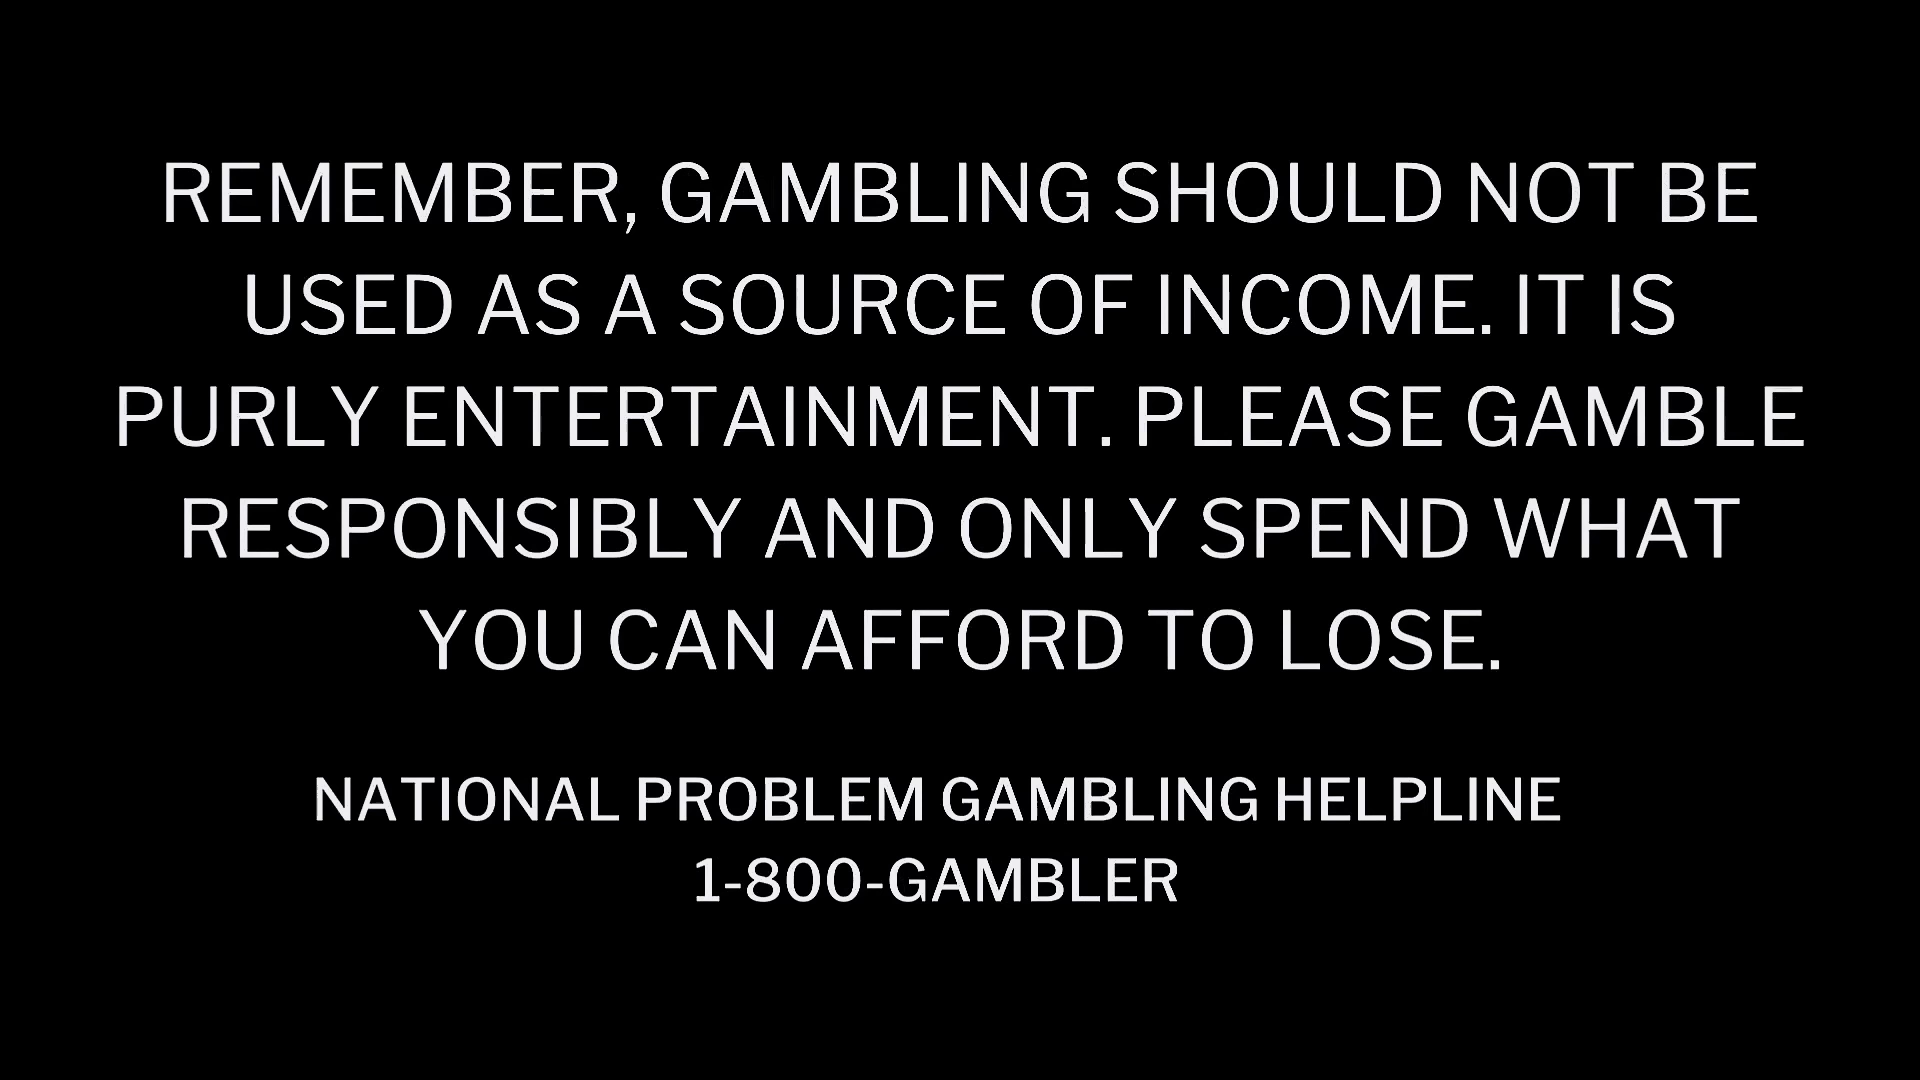 REMEMBER, GAMBLING SHOULD NOT BE
USED AS A SOURCE OF INCOME. IT IS
PURLY ENTERTAINMENT. PLEASE GAMBLE
RESPONSIBLY AND ONLY SPEND WHAT
YOU CAN AFFORD TO LOSE.
NATIONAL PROBLEM GAMBLING HELPLINE
1-800-GAMBLER